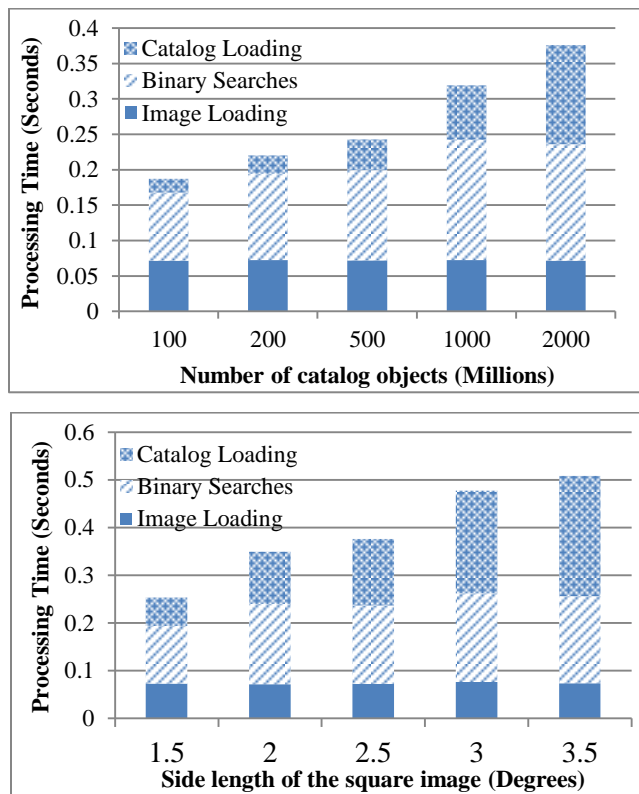 0.4
0.35
0.3
0.25
0.2
0.15
0.1
0.05
0
Processing Time (Seconds)
Catalog Loading
Binary Searches
Image Loading
100 200 500 1000 2000
Number of catalog objects (Millions)
0.6
0.5
0.4
0.3
0.2
0.1
0
Processing Time (Seconds)
Catalog Loading
Binary Searches
Image Loading
1.5 2 2.5 3 3.5
Side length of the square image (Degrees)